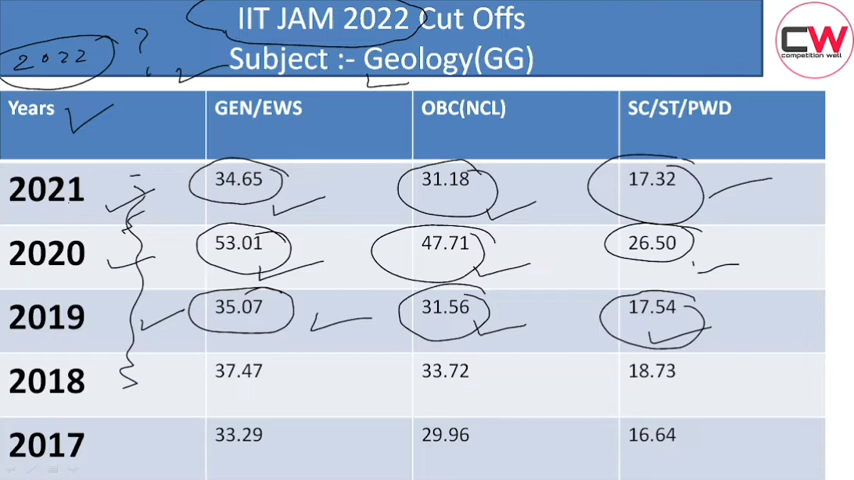 IIT JAM 2022 Cut Offs
2022 ?
Subject :- Geology(GG)
CW
competition well
Years GEN/EWS OBC(NCL) SC/ST/PWD
2021 34.65 31.18 17.32
2020 53.01 47.71 26.50
2019 35.07 31.56 17.54
2018 37.47 33.72 18.73
2017 33.29 29.96 16.64